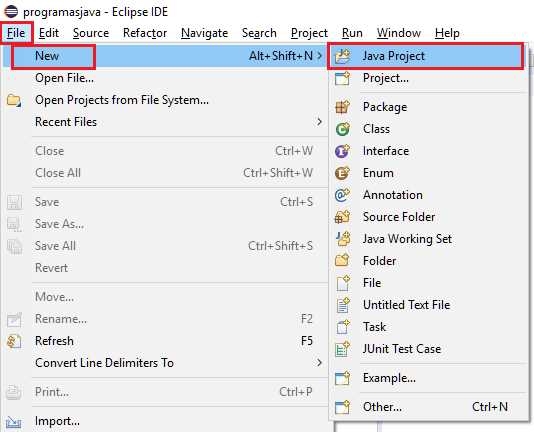 programasjava - Eclipse IDE
File Edit Source Refactor Navigate Search Project Run Window Help
New Alt+Shift+N
Open File...
Open Projects from File System...
Recent Files
Close Ctrl+W
Close All Ctrl+Shift+W
Save Ctrl+S
Save As...
Save All Ctrl+Shift+S
Revert
Move...
Rename... F2
Refresh F5
Convert Line Delimiters To
Print... Ctrl+P
Import...
Java Project
Project...
Package
Class
Interface
Enum
Annotation
Source Folder
Java Working Set
Folder
File
Untitled Text File
Task
JUnit Test Case
Example...
Other... Ctrl+N